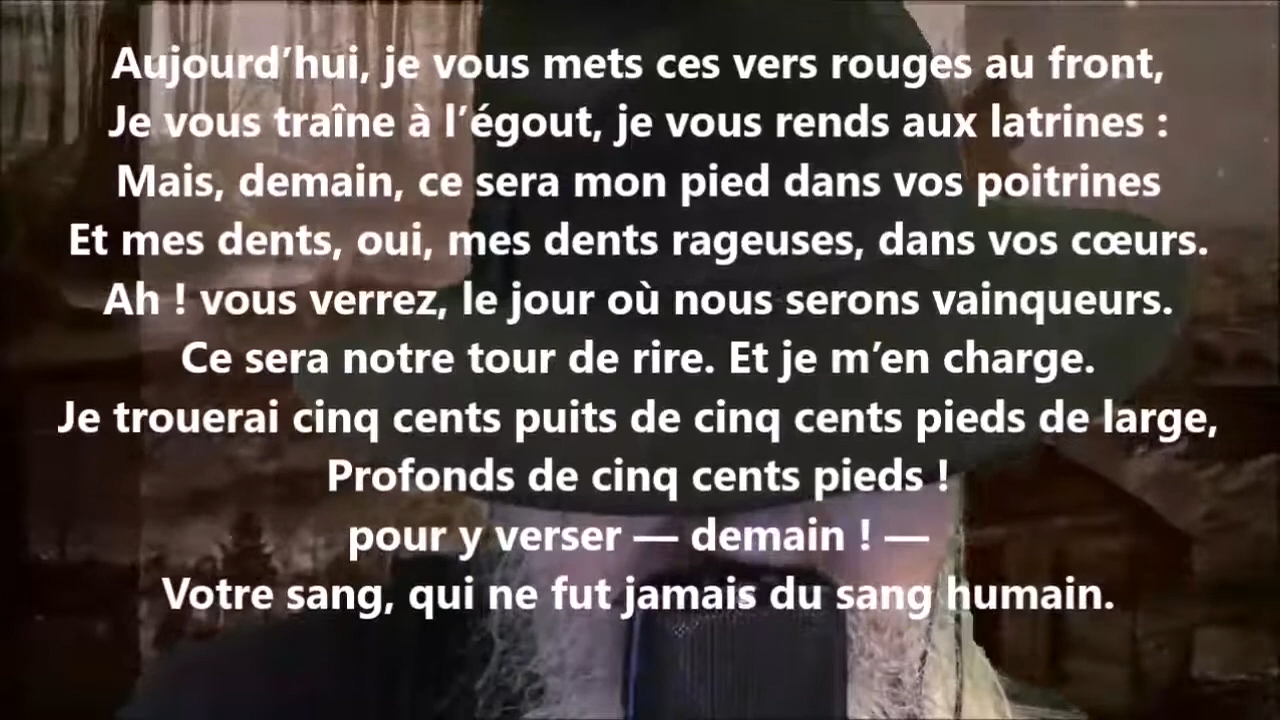 Aujourd’hui, je vous mets ces vers rouges au front,
Je vous traîne à l’égout, je vous rends aux latrines :
Mais, demain, ce sera mon pied dans vos poitrines
Et mes dents, oui, mes dents rageuses, dans vos cœurs.
Ah ! vous verrez, le jour où nous serons vainqueurs.
Ce sera notre tour de rire. Et je m’en charge.
Je trouerai cinq cents puits de cinq cents pieds de large,
Profonds de cinq cents pieds !
pour y verser — demain ! —
Votre sang, qui ne fut jamais du sang humain.